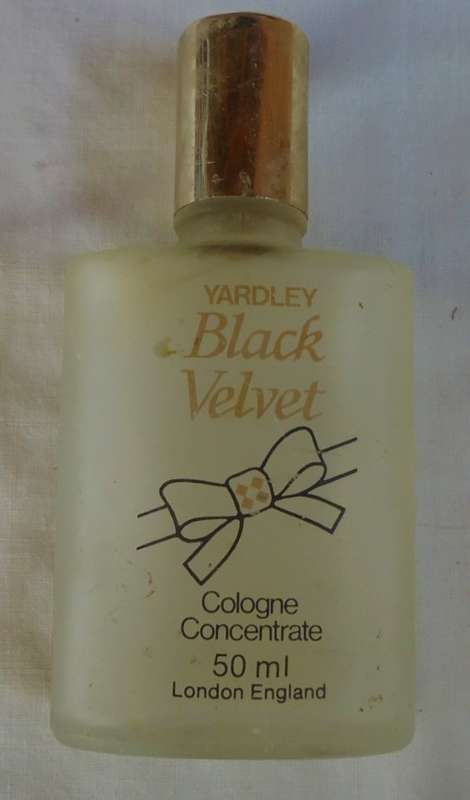 YARDLEY
Black
Velvet
Cologne
Concentrate
50 ml
London England